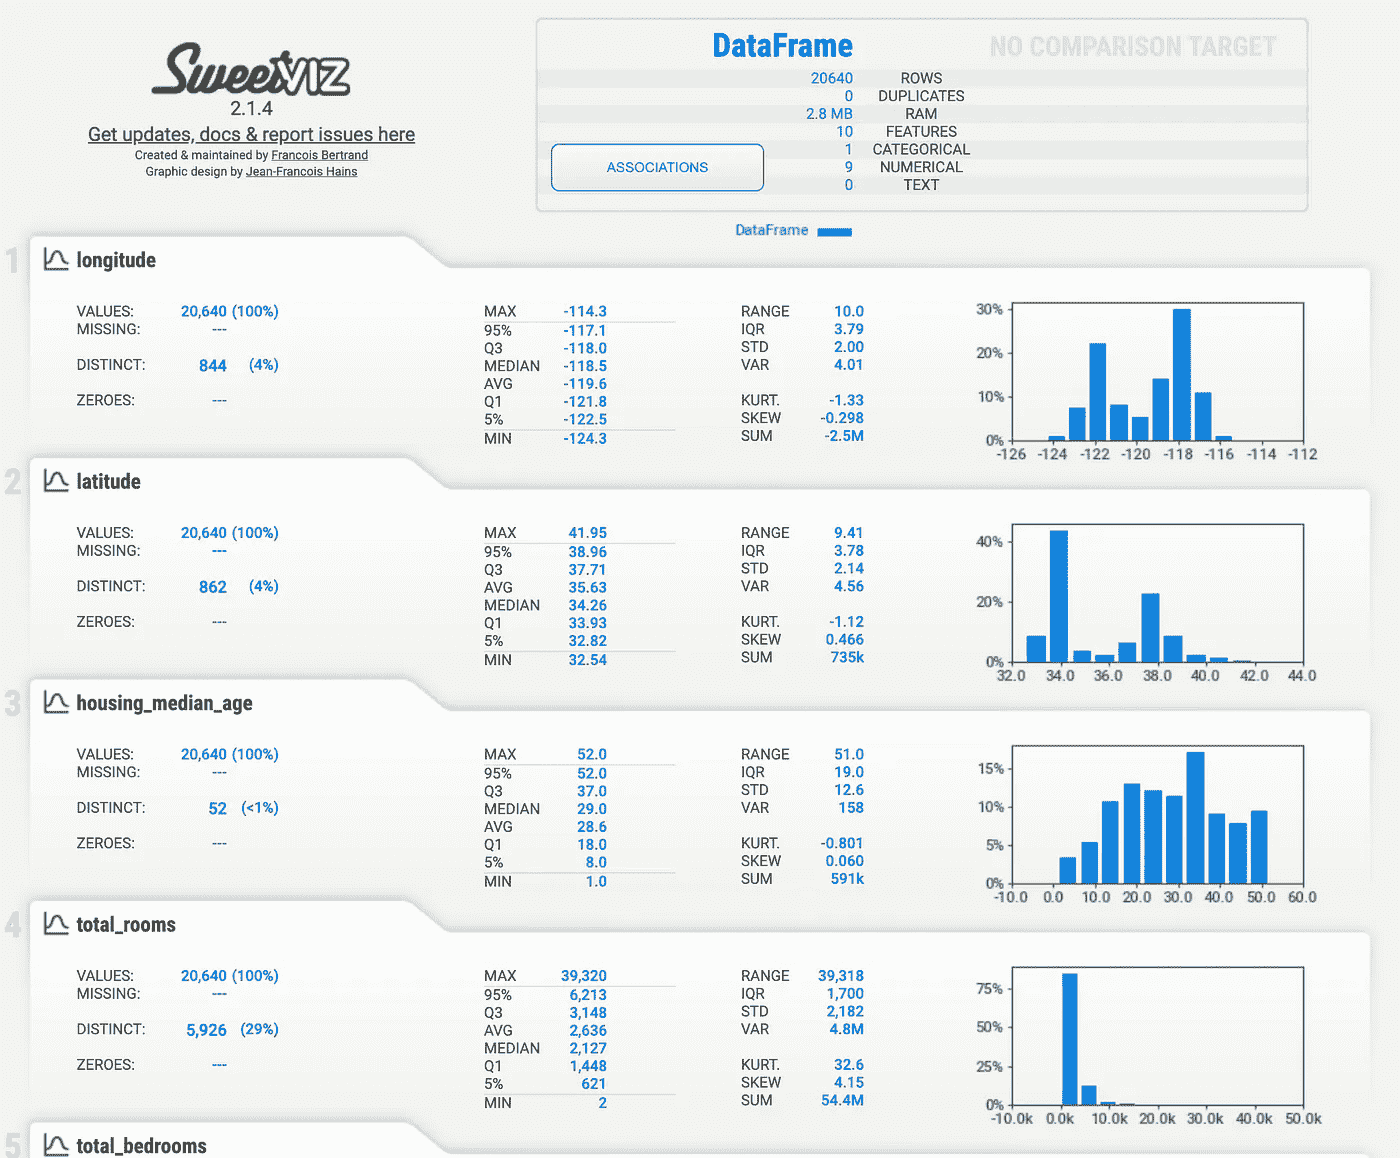 SweetVIZ
2.1.4
Get updates, docs & report issues here
Created & maintained by Francois Bertrand
Graphic design by Jean-Francois Hains
DataFrame NO COMPARISON TARGET
20640 ROWS
0 DUPLICATES
2.8 MB RAM
10 FEATURES
1 CATEGORICAL
9 NUMERICAL
0 TEXT
ASSOCIATIONS
DataFrame
1 longitude
VALUES: 20,640 (100%)
MISSING: ---
DISTINCT: 844 (4%)
ZEROES: ---
MAX -114.3
95% -117.1
Q3 -118.0
MEDIAN -118.5
AVG -119.6
Q1 -121.8
5% -122.5
MIN -124.3
RANGE 10.0
IQR 3.79
STD 2.00
VAR 4.01
KURT. -1.33
SKEW -0.298
SUM -2.5M
30%
20%
10%
0%
-126 -124 -122 -120 -118 -116 -114 -112
2 latitude
VALUES: 20,640 (100%)
MISSING: ---
DISTINCT: 862 (4%)
ZEROES: ---
MAX 41.95
95% 38.96
Q3 37.71
AVG 35.63
MEDIAN 34.26
Q1 33.93
5% 32.82
MIN 32.54
RANGE 9.41
IQR 3.78
STD 2.14
VAR 4.56
KURT. -1.12
SKEW 0.466
SUM 735k
40%
20%
0%
32.0 34.0 36.0 38.0 40.0 42.0 44.0
3 housing_median_age
VALUES: 20,640 (100%)
MISSING: ---
DISTINCT: 52 (<1%)
ZEROES: ---
MAX 52.0
95% 52.0
Q3 37.0
MEDIAN 29.0
AVG 28.6
Q1 18.0
5% 8.0
MIN 1.0
RANGE 51.0
IQR 19.0
STD 12.6
VAR 158
KURT. -0.801
SKEW 0.060
SUM 591k
15%
10%
5%
0%
-10.0 0.0 10.0 20.0 30.0 40.0 50.0 60.0
4 total_rooms
VALUES: 20,640 (100%)
MISSING: ---
DISTINCT: 5,926 (29%)
ZEROES: ---
MAX 39,320
95% 6,213
Q3 3,148
AVG 2,636
MEDIAN 2,127
Q1 1,448
5% 621
MIN 2
RANGE 39,318
IQR 1,700
STD 2,182
VAR 4.8M
KURT. 32.6
SKEW 4.15
SUM 54.4M
75%
50%
25%
0%
-10.0k 0.0k 10.0k 20.0k 30.0k 40.0k 50.0k
5 total_bedrooms